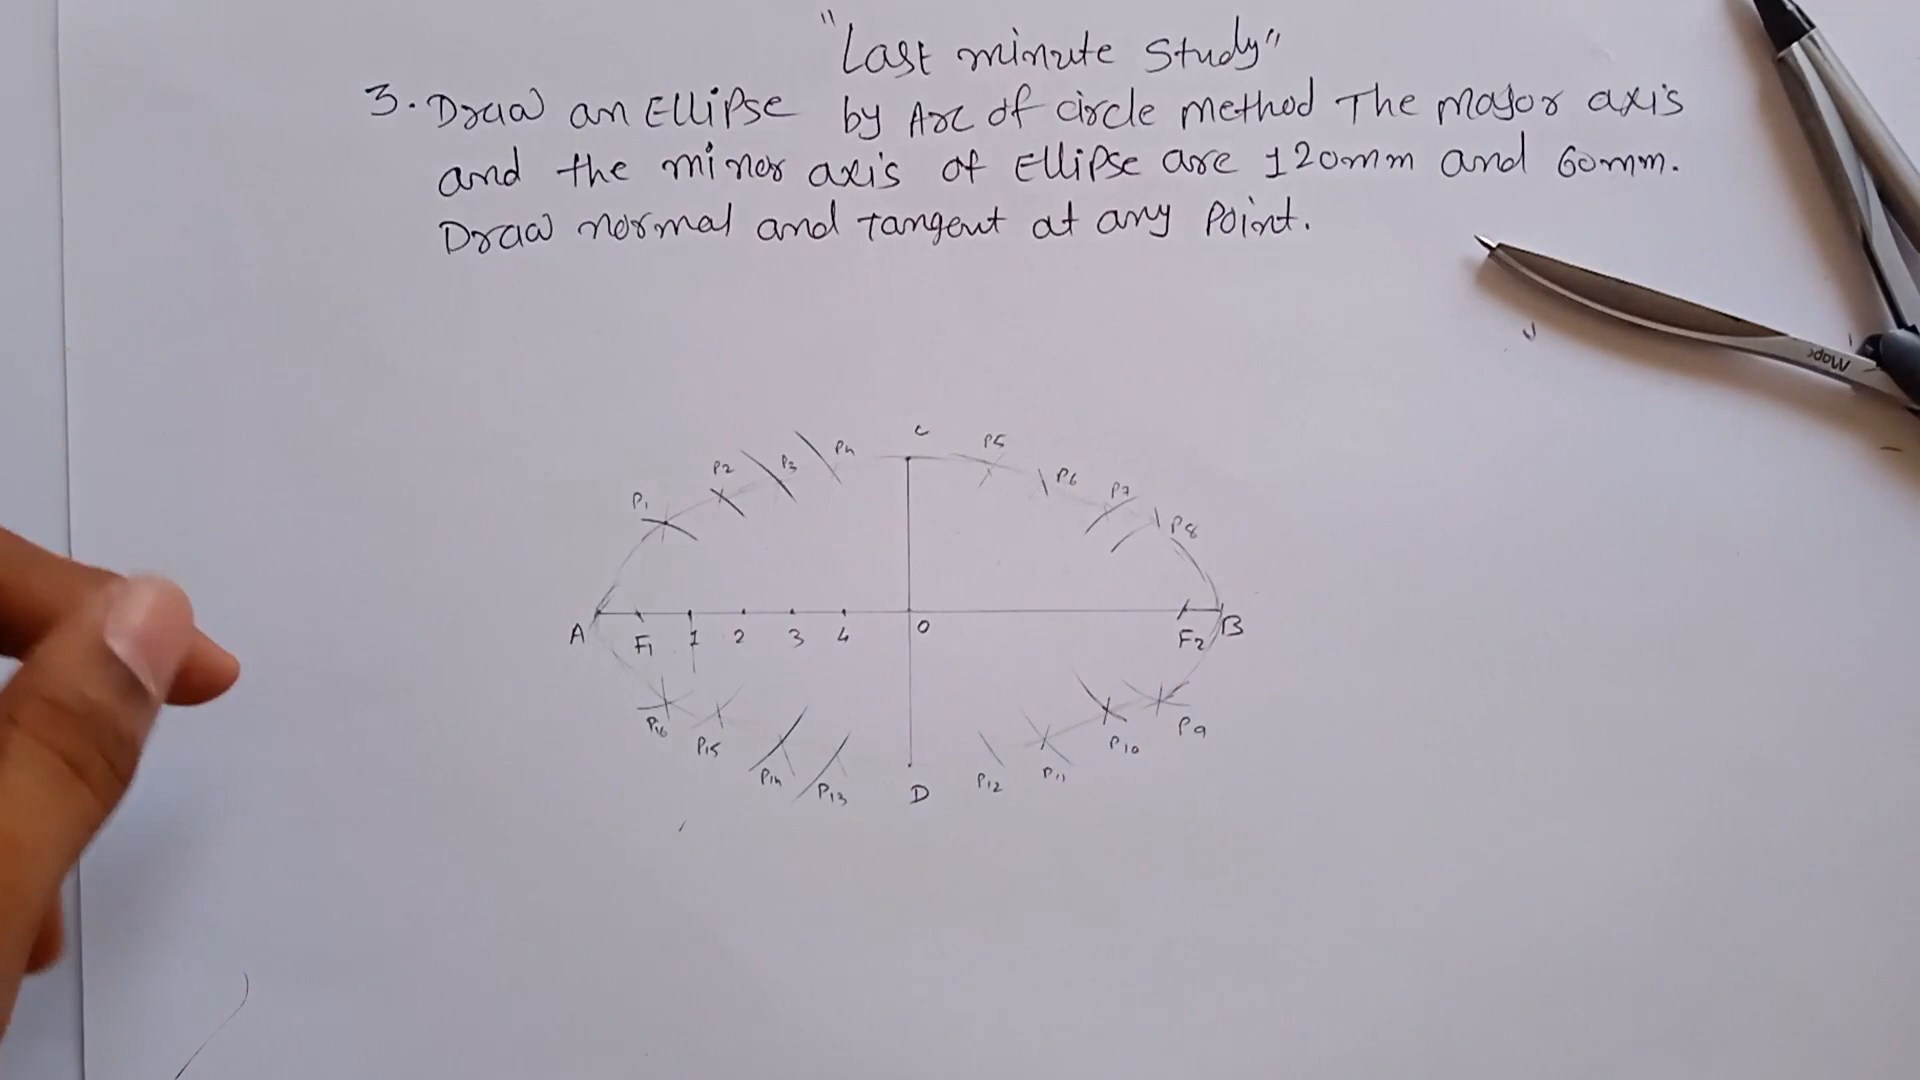 "Last minute Study"
3. Draw an Ellipse by Arc of circle method The major axis
and the minor axis of Ellipse are 120mm and 60mm.
Draw normal and Tangent at any Point.
Mapc
C
P1 P2 P3 P4 P5 P6 P7 P8
A F1 1 2 3 4 O F2 B
P16 P15 P14 P13 D P12 P11 P10 P9